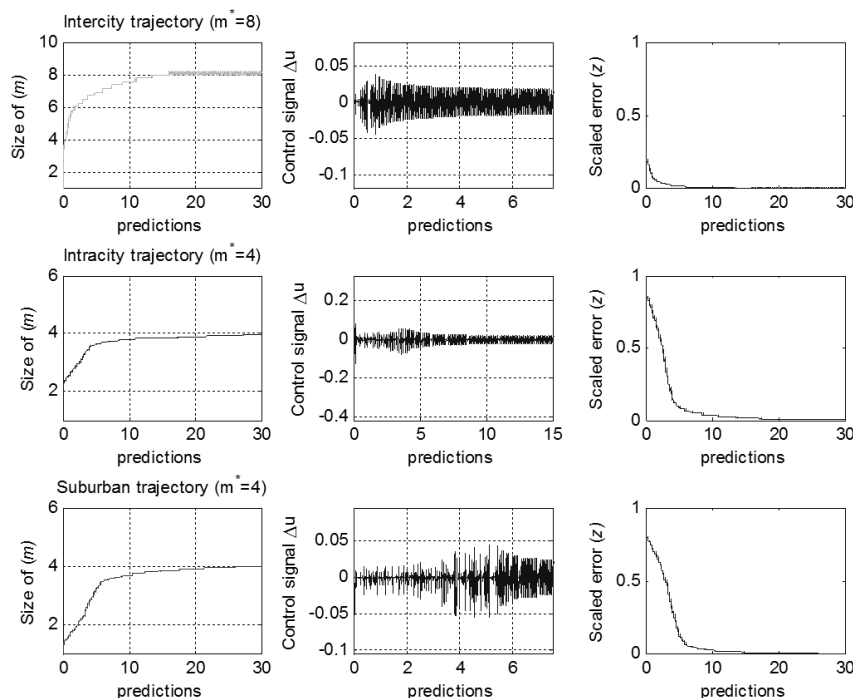 Intercity trajectory (m*=8)
Size of (m)
10
8
6
4
2
0 10 20 30
predictions
Control signal Δu
0.05
0
-0.05
-0.1
0 2 4 6
predictions
Scaled error (z)
1
0.5
0
0 10 20 30
predictions
Intracity trajectory (m*=4)
Size of (m)
6
4
2
0 10 20 30
predictions
Control signal Δu
0.2
0
-0.2
-0.4
0 5 10 15
predictions
Scaled error (z)
1
0.5
0
0 10 20 30
predictions
Suburban trajectory (m*=4)
Size of (m)
6
4
2
0 10 20 30
predictions
Control signal Δu
0.05
0
-0.05
-0.1
0 2 4 6
predictions
Scaled error (z)
1
0.5
0
0 10 20 30
predictions